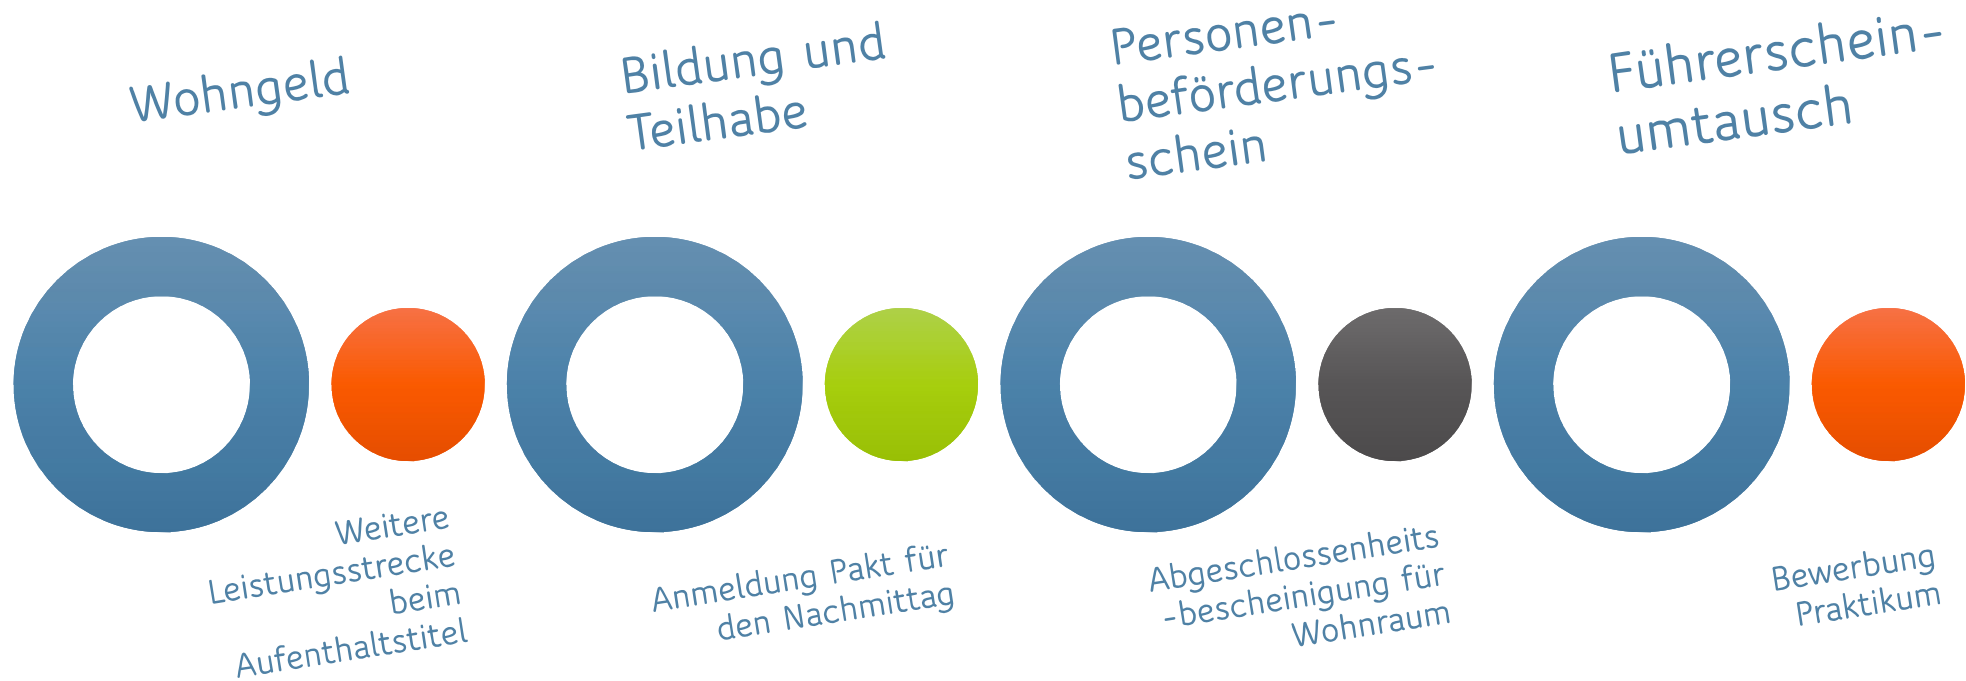 Wohngeld
Bildung und
Teilhabe
Personen-
beförderungs-
schein
Führerschein-
umtausch
Weitere
Leistungsstrecke
beim
Aufenthaltstitel
Anmeldung Pakt für
den Nachmittag
Abgeschlossenheits
-bescheinigung für
Wohnraum
Bewerbung
Praktikum